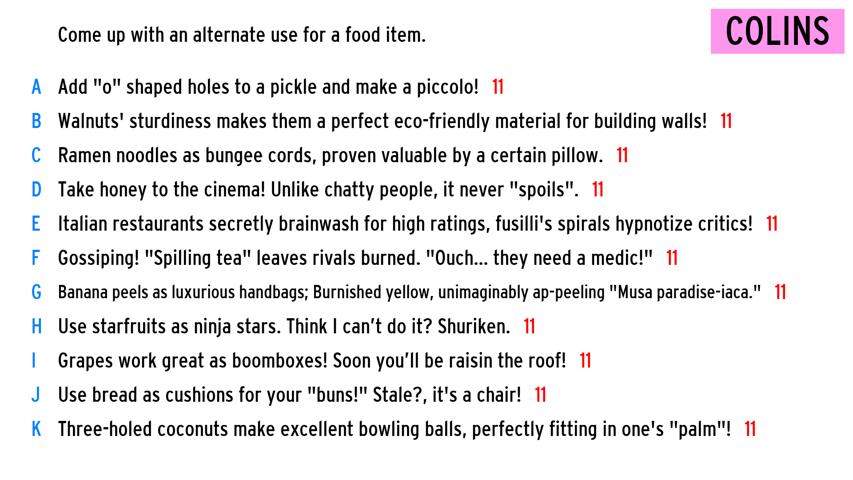 COLINS
Come up with an alternate use for a food item.
A Add "o" shaped holes to a pickle and make a piccolo! 11
B Walnuts' sturdiness makes them a perfect eco-friendly material for building walls! 11
C Ramen noodles as bungee cords, proven valuable by a certain pillow. 11
D Take honey to the cinema! Unlike chatty people, it never "spoils". 11
E Italian restaurants secretly brainwash for high ratings, fusilli's spirals hypnotize critics! 11
F Gossiping! "Spilling tea" leaves rivals burned. "Ouch... they need a medic!" 11
G Banana peels as luxurious handbags; Burnished yellow, unimaginably ap-peeling "Musa paradise-iaca." 11
H Use starfruits as ninja stars. Think I can't do it? Shuriken. 11
I Grapes work great as boomboxes! Soon you'll be raisin the roof! 11
J Use bread as cushions for your "buns!" Stale?, it's a chair! 11
K Three-holed coconuts make excellent bowling balls, perfectly fitting in one's "palm"! 11